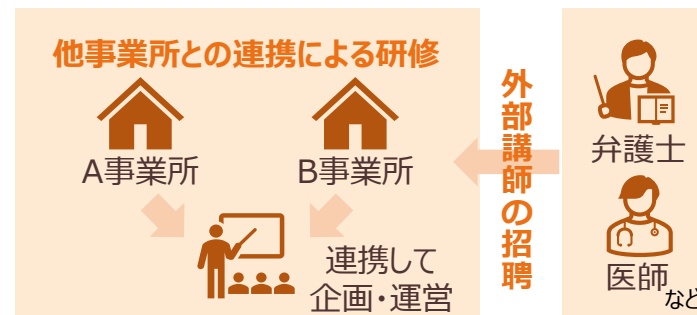 他事業所との連携による研修
A事業所
B事業所
連携して
企画・運営
外部講師の招聘
弁護士
医師
など